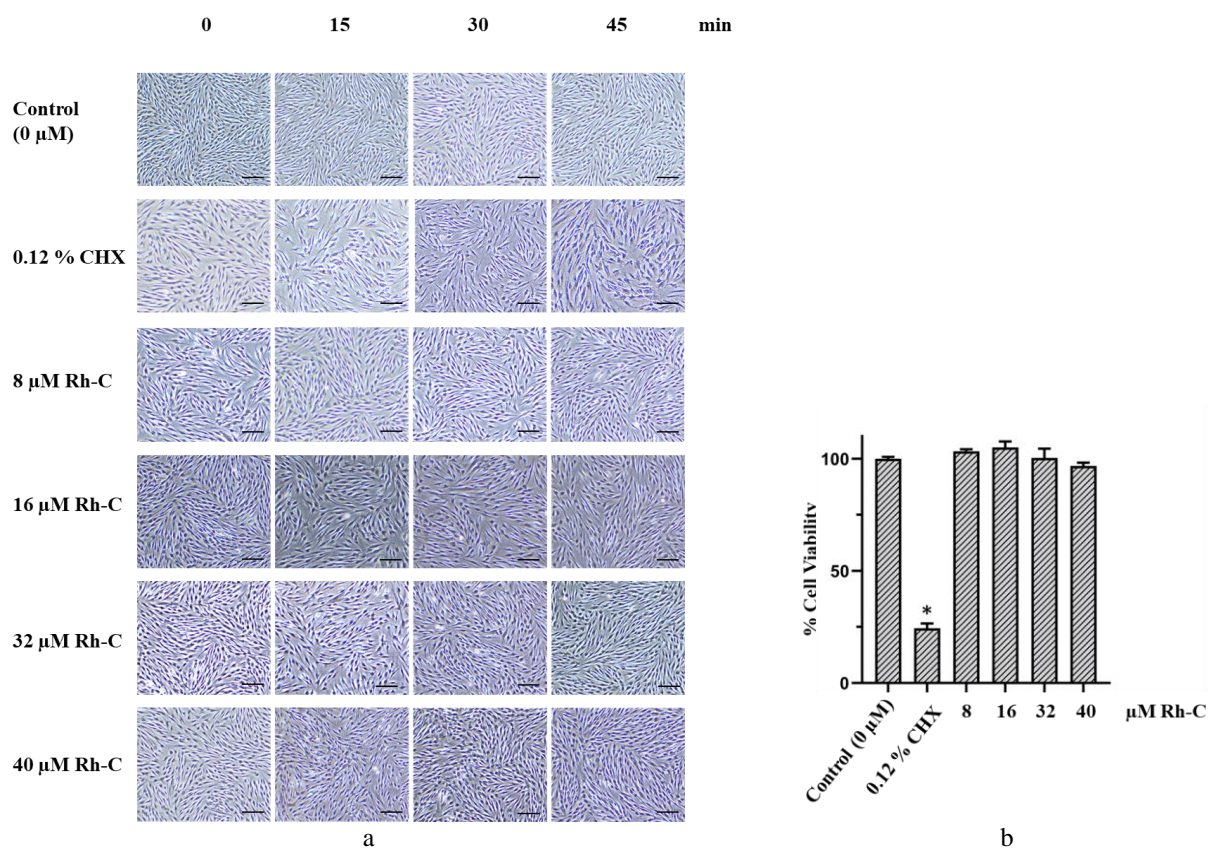 0 15 30 45 min
Control
(0 µM)
0.12 % CHX
8 µM Rh-C
16 µM Rh-C
32 µM Rh-C
40 µM Rh-C
a
% Cell Viability
100
50
0
*
Control (0 µM)
0.12 % CHX
8 16 32 40 µM Rh-C
b